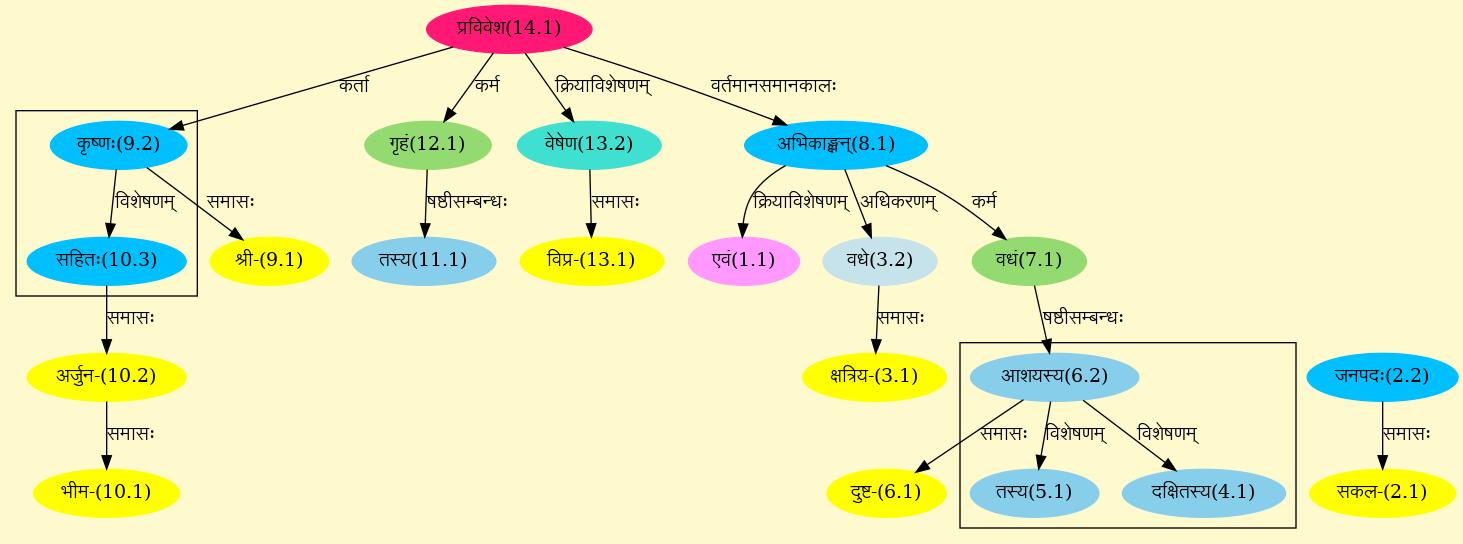 प्रविवेश(14.1)
कर्ता कर्म क्रियाविशेषणम् वर्तमानसमानकालः
कृष्णः(9.2) गृहं(12.1) वेषेण(13.2) अभिकाङ्क्षन्(8.1)
विशेषणम् समासः षष्ठीसम्बन्धः समासः क्रियाविशेषणम् अधिकरणम् कर्म
सहितः(10.3) श्री-(9.1) तस्य(11.1) विप्र-(13.1) एवं(1.1) वधे(3.2) वधं(7.1)
समासः समासः षष्ठीसम्बन्धः
अर्जुन-(10.2) क्षत्रिय-(3.1) आशयस्य(6.2) जनपदः(2.2)
समासः समासः विशेषणम् विशेषणम् समासः
भीम-(10.1) दुष्ट-(6.1) तस्य(5.1) दक्षितस्य(4.1) सकल-(2.1)